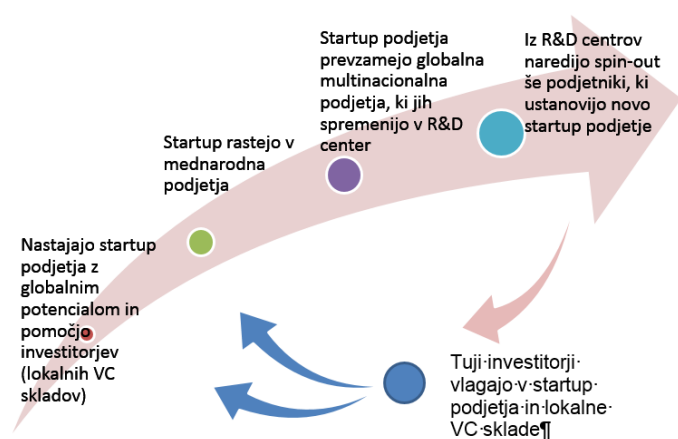 Nastajajo startup
podjetja z
globalnim
potencialom in
pomočjo
investitorjev
(lokalnih VC
skladov)
Startup rastejo v
mednarodna
podjetja
Startup podjetja
prevzamejo globalna
multinacionalna
podjetja, ki jih
spremenijo v R&D
center
Iz R&D centrov
naredijo spin-out
še podjetniki, ki
ustanovijo novo
startup podjetje
Tuji·investitorji·
vlagajo·v·startup·
podjetja·in·lokalne·
VC·sklade¶